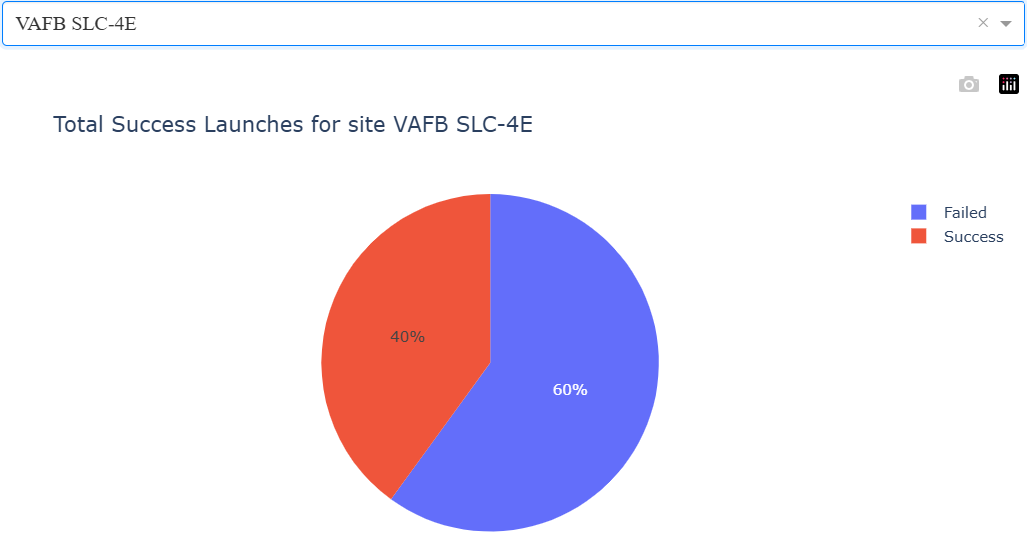 VAFB SLC-4E
Total Success Launches for site VAFB SLC-4E
Failed
Success
40%
60%